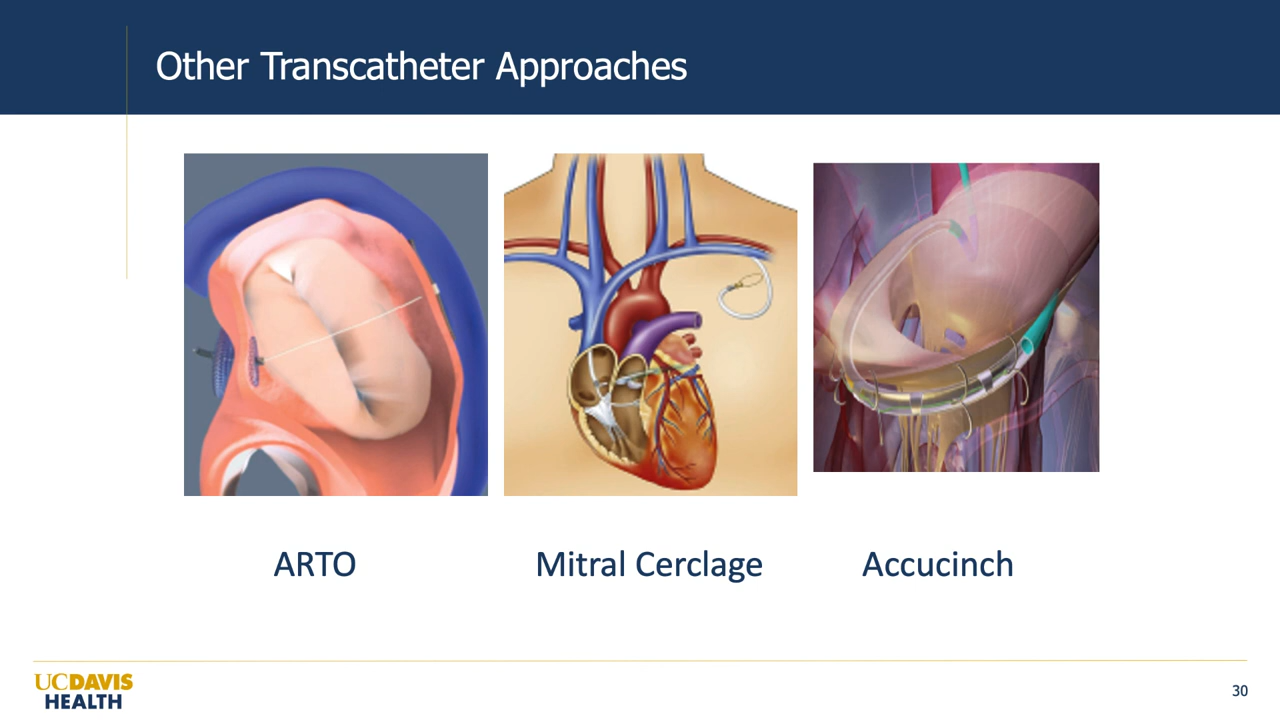 Other Transcatheter Approaches
ARTO
Mitral Cerclage
Accucinch
UCDAVIS
HEALTH
30